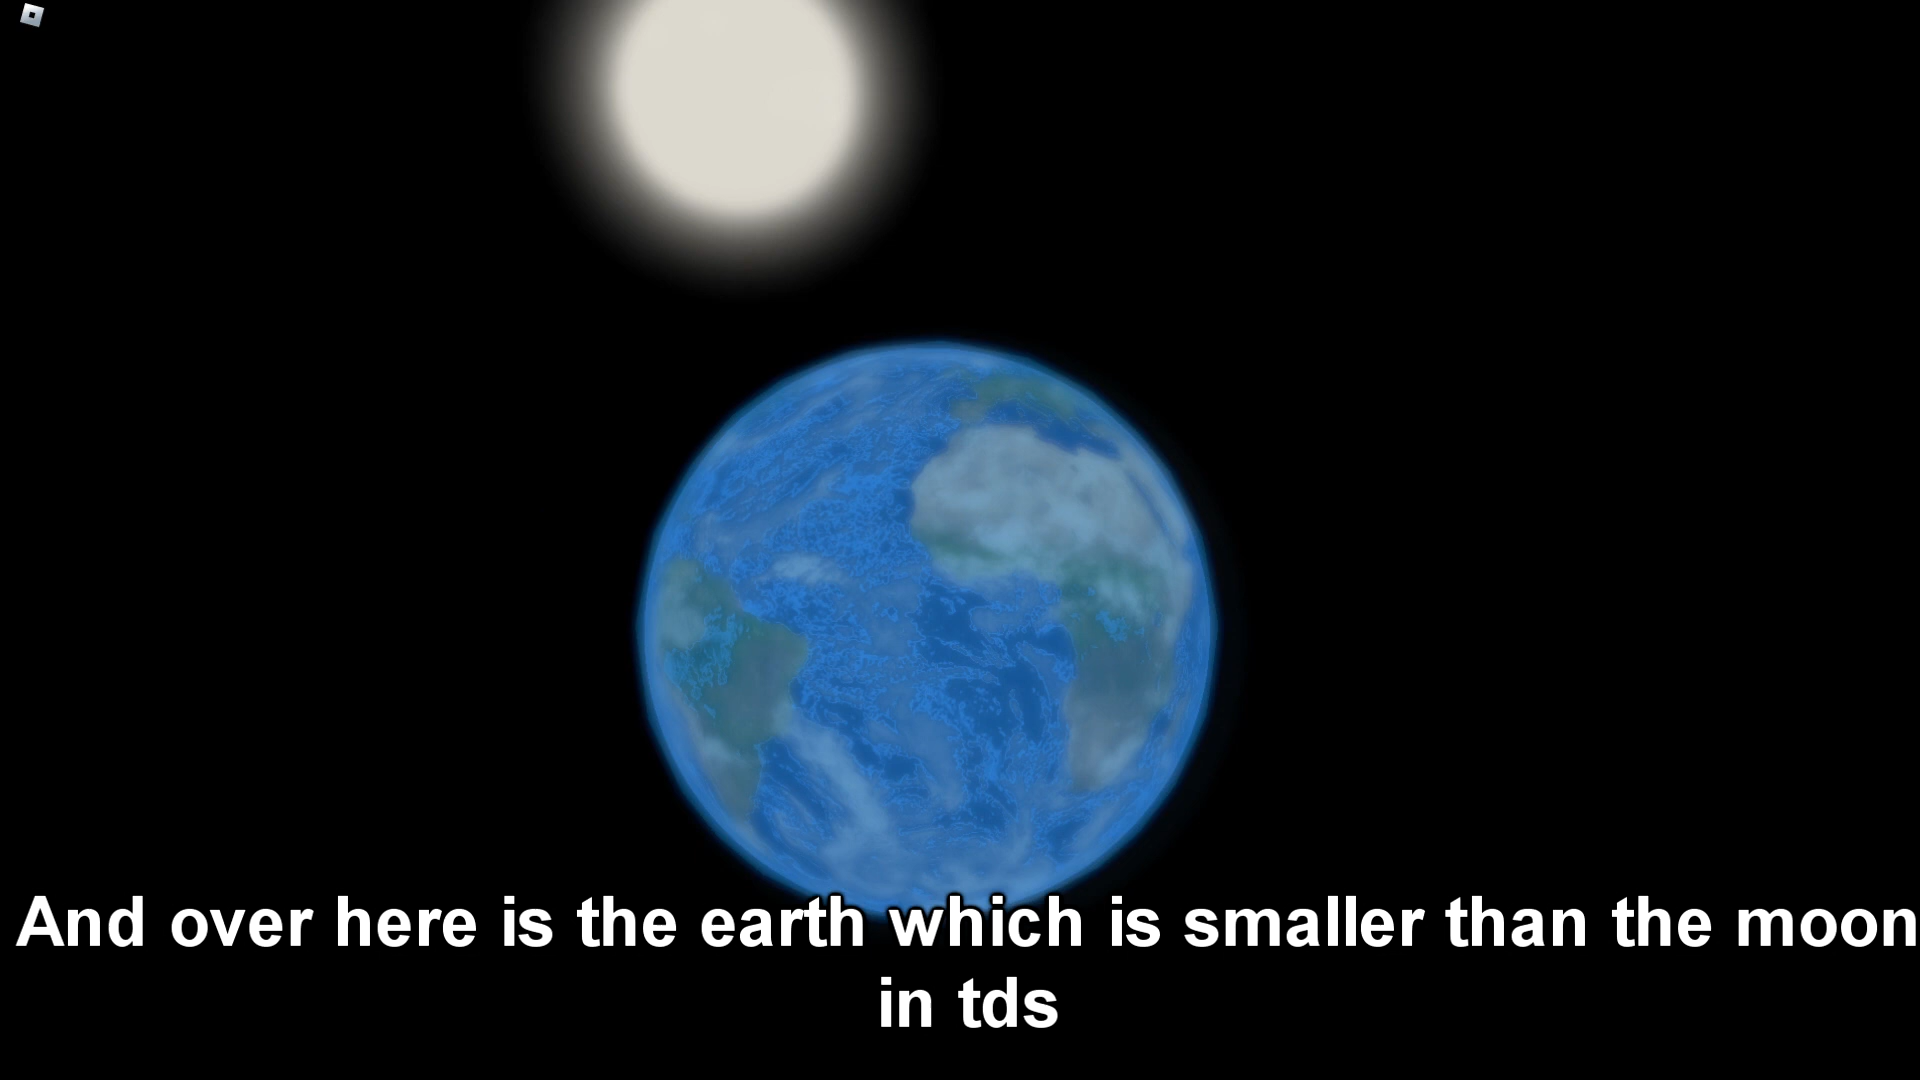 And over here is the earth which is smaller than the moon
in tds